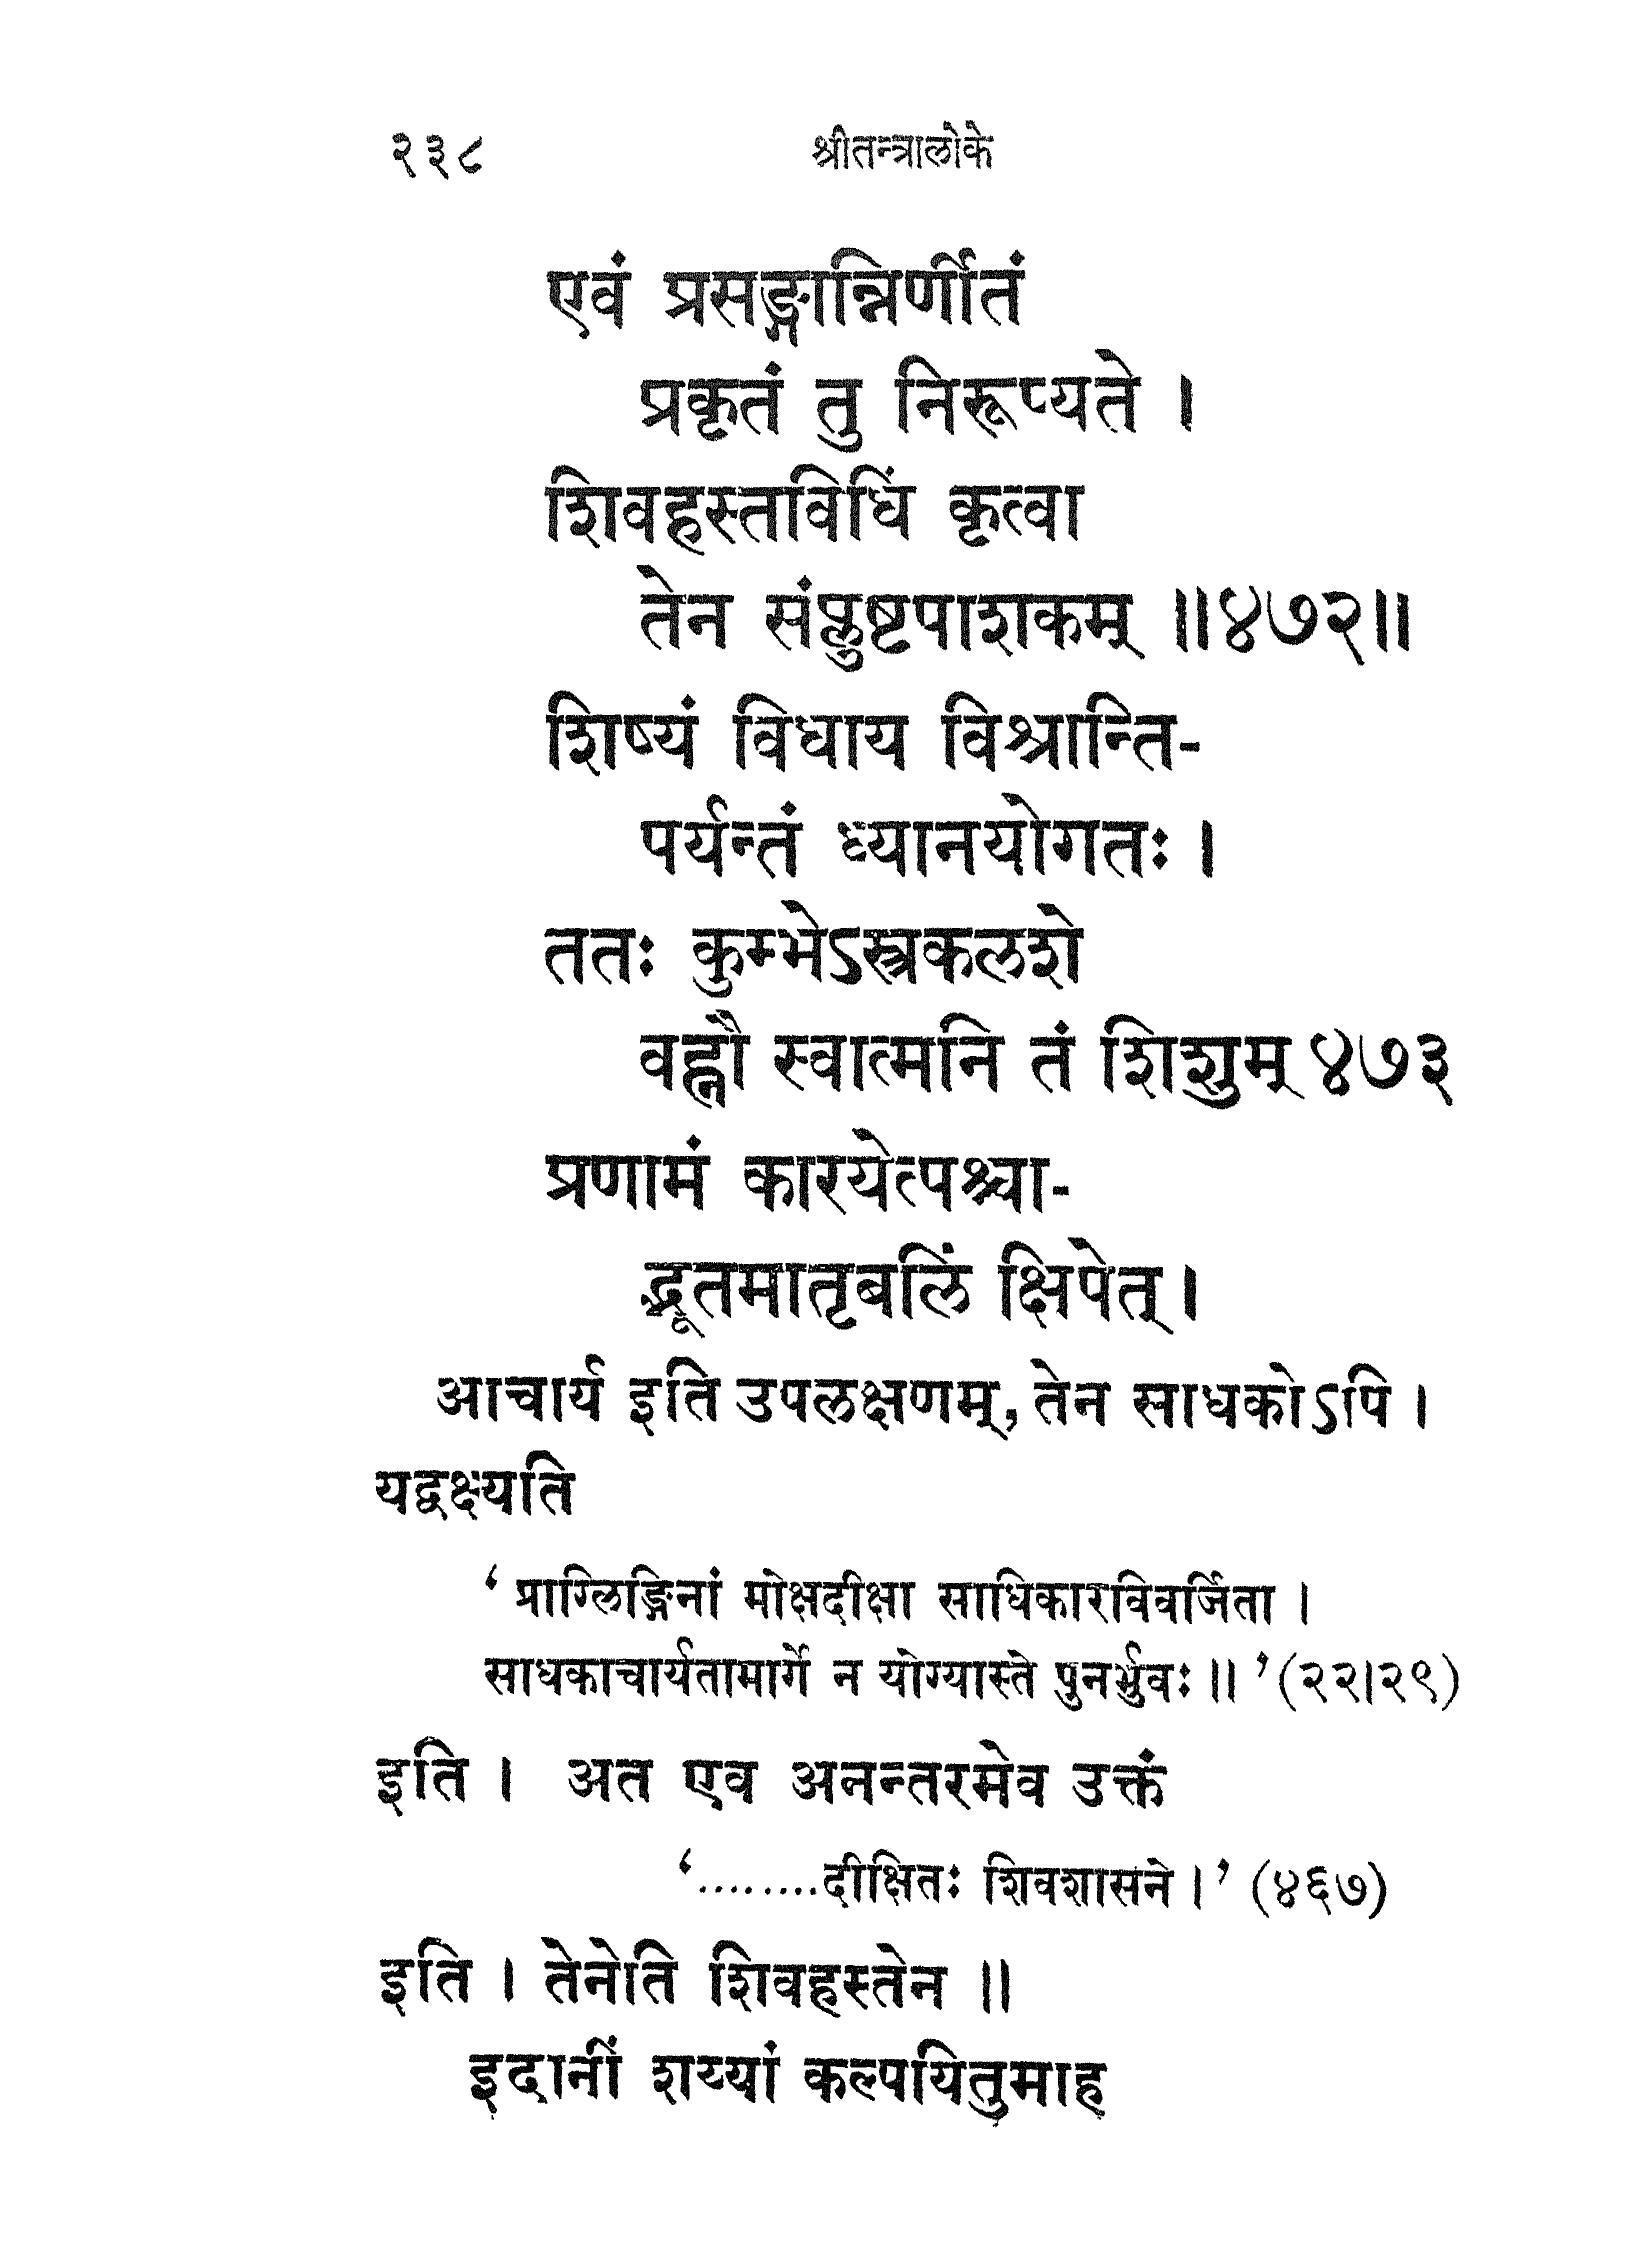 २३८ श्रीतन्त्रालोके
एवं प्रसङ्गान्निर्णीतं
प्रकृतं तु निरूप्यते ।
शिवहस्तविधिं कृत्वा
तेन संप्लुष्टपाशकम् ॥४७२॥
शिष्यं विधाय विश्रान्ति-
पर्यन्तं ध्यानयोगतः ।
ततः कुम्भेऽस्त्रकलशे
वह्नौ स्वात्मनि तं शिशुम् ४७३
प्रणामं कारयेत्पश्चा-
द्भूतमातृबलिं क्षिपेत् ।
आचार्य इति उपलक्षणम्, तेन साधकोऽपि ।
यद्वक्ष्यति
‘ प्राग्लिङ्गिनां मोक्षदीक्षा साधिकारविवर्जिता ।
साधकाचार्यतामार्गे न योग्यास्ते पुनर्भुवः ॥ ’ (२२।२९)
इति । अत एव अनन्तरमेव उक्तं
‘........दीक्षितः शिवशासने । ’ (४६७)
इति । तेनेति शिवहस्तेन ॥
इदानीं शय्यां कल्पयितुमाह